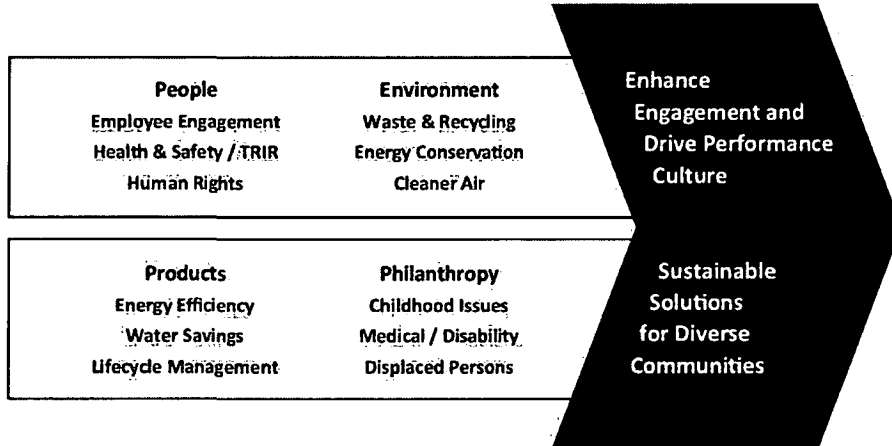 People
Employee Engagement
Health & Safety / TRIR
Human Rights
Environment
Waste & Recycling
Energy Conservation
Cleaner Air
Enhance
Engagement and
Drive Performance
Culture
Products
Energy Efficiency
Water Savings
Lifecycle Management
Philanthropy
Childhood Issues
Medical / Disability
Displaced Persons
Sustainable
Solutions
for Diverse
Communities